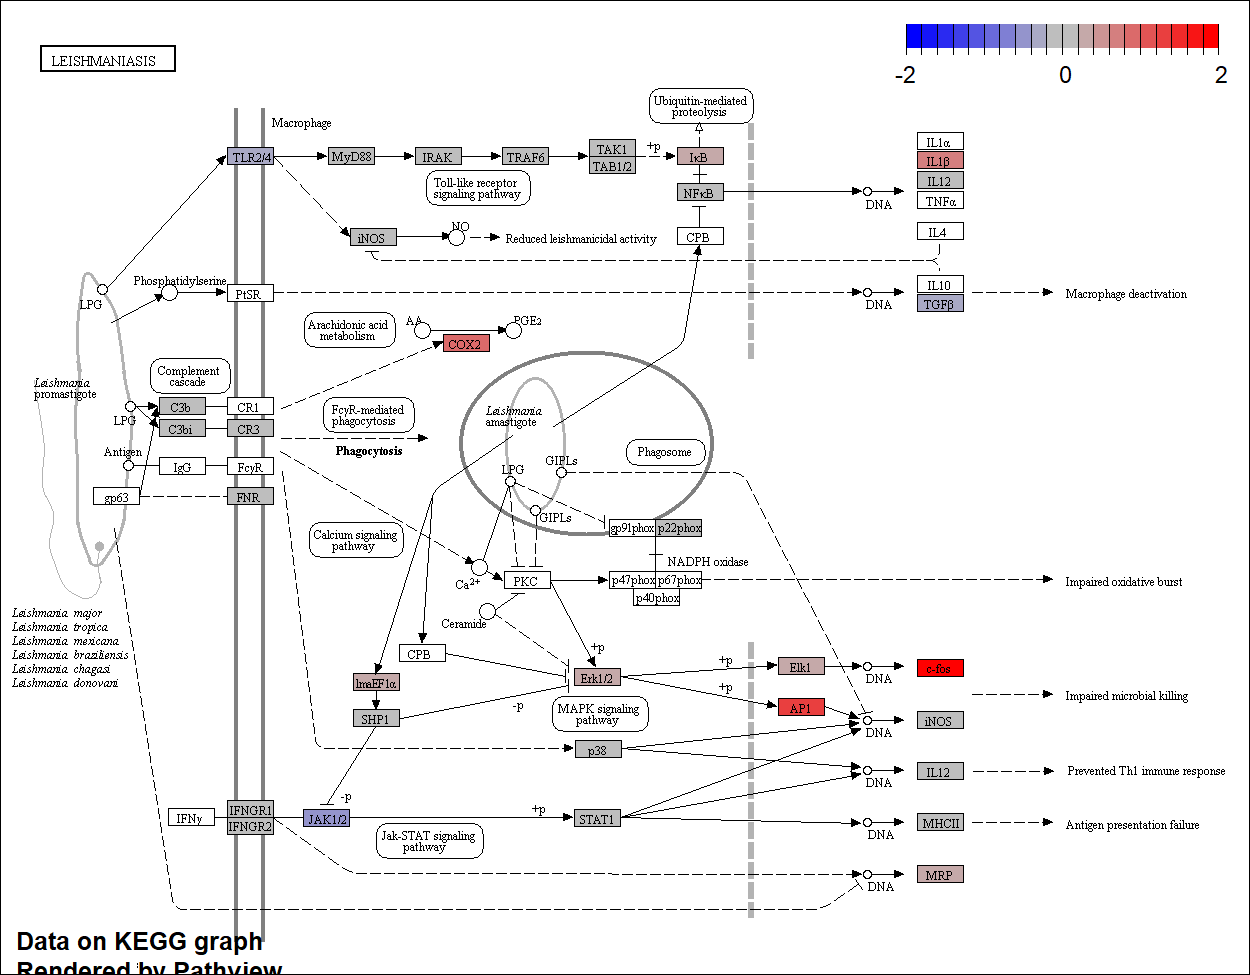 LEISHMANIASIS
-2
0
2
Macrophage
Ubiquitin-mediated
proteolysis
TLR2/4
MyD88
IRAK
TRAF6
TAK1
TAB1/2
+p
IκB
NFκB
CPB
Toll-like receptor
signaling pathway
iNOS
NO
Reduced leishmanicidal activity
DNA
IL1α
IL1β
IL12
TNFα
IL4
IL10
TGFβ
LPG
Phosphatidylserine
PtSR
DNA
Macrophage deactivation
Arachidonic acid
metabolism
AA
PGE2
COX2
Leishmania
promastigote
Complement
cascade
LPG
C3b
CR1
C3bi
CR3
FcγR-mediated
phagocytosis
Phagocytosis
Antigen
IgG
FcγR
gp63
FNR
Leishmania
amastigote
LPG
GIPLs
GIPLs
Phagosome
gp91phox
p22phox
NADPH oxidase
p47phox
p67phox
p40phox
Impaired oxidative burst
Calcium signaling
pathway
Ca2+
PKC
Ceramide
Leishmania major
Leishmania tropica
Leishmania mexicana
Leishmania braziliensis
Leishmania chagasi
Leishmania donovani
CPB
lmaEF1α
SHP1
-p
+p
Erk1/2
MAPK signaling
pathway
+p
+p
Elk1
AP1
DNA
c-fos
Impaired microbial killing
DNA
iNOS
p38
DNA
IL12
Prevented Th1 immune response
IFNγ
IFNGR1
IFNGR2
-p
JAK1/2
+p
STAT1
Jak-STAT signaling
pathway
DNA
MHCII
Antigen presentation failure
DNA
MRP
Data on KEGG graph
Rendered by Pathview